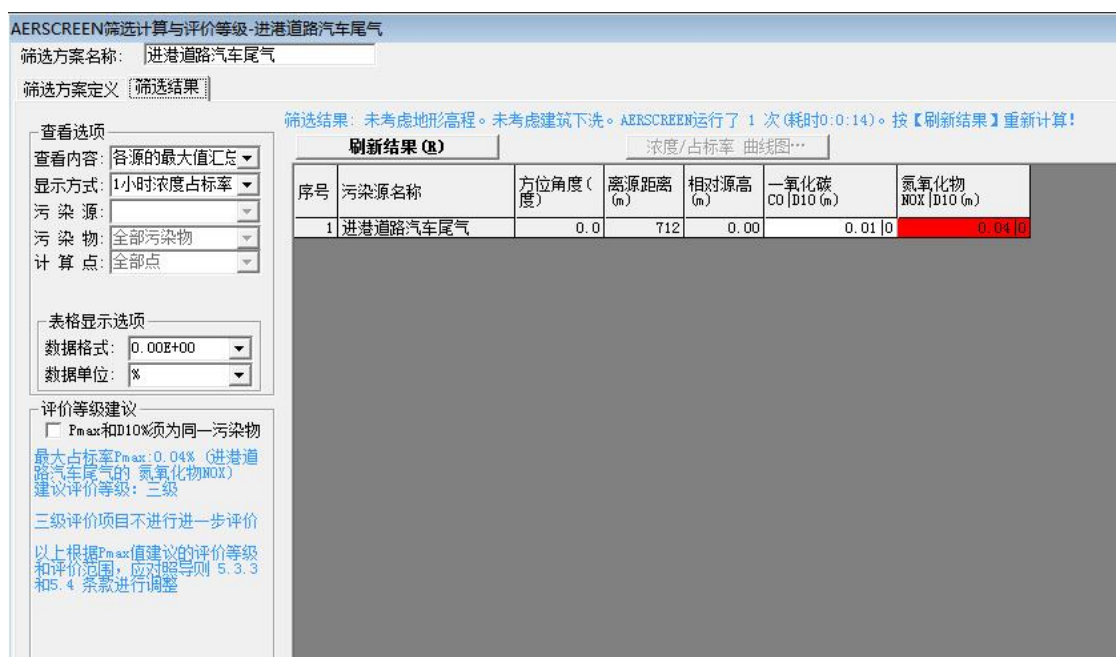 AERSCREEN筛选计算与评价等级-进港道路汽车尾气
筛选方案名称: 进港道路汽车尾气
筛选方案定义 筛选结果
筛选结果: 未考虑地形高程。未考虑建筑下洗。AERSCREEN运行了 1 次(耗时0:0:14)。按【刷新结果】重新计算!
查看选项
查看内容: 各源的最大值汇总
显示方式: 1小时浓度占标率
污 染 源:
污 染 物: 全部污染物
计 算 点: 全部点
表格显示选项
数据格式: 0.00E+00
数据单位: %
评价等级建议
Pmax和D10%须为同一污染物
最大占标率Pmax:0.04% (进港道
路汽车尾气的 氮氧化物NOX)
建议评价等级: 三级
三级评价项目不进行进一步评价
以上根据Pmax值建议的评价等级
和评价范围, 应对照导则 5.3.3
和5.4 条款进行调整
刷新结果(R) 浓度/占标率 曲线图…
序号 污染源名称 方位角度(度) 离源距离(m) 相对源高(m) 一氧化碳CO|D10(m) 氮氧化物NOX|D10(m)
1 进港道路汽车尾气 0.0 712 0.00 0.01|0 0.04|0